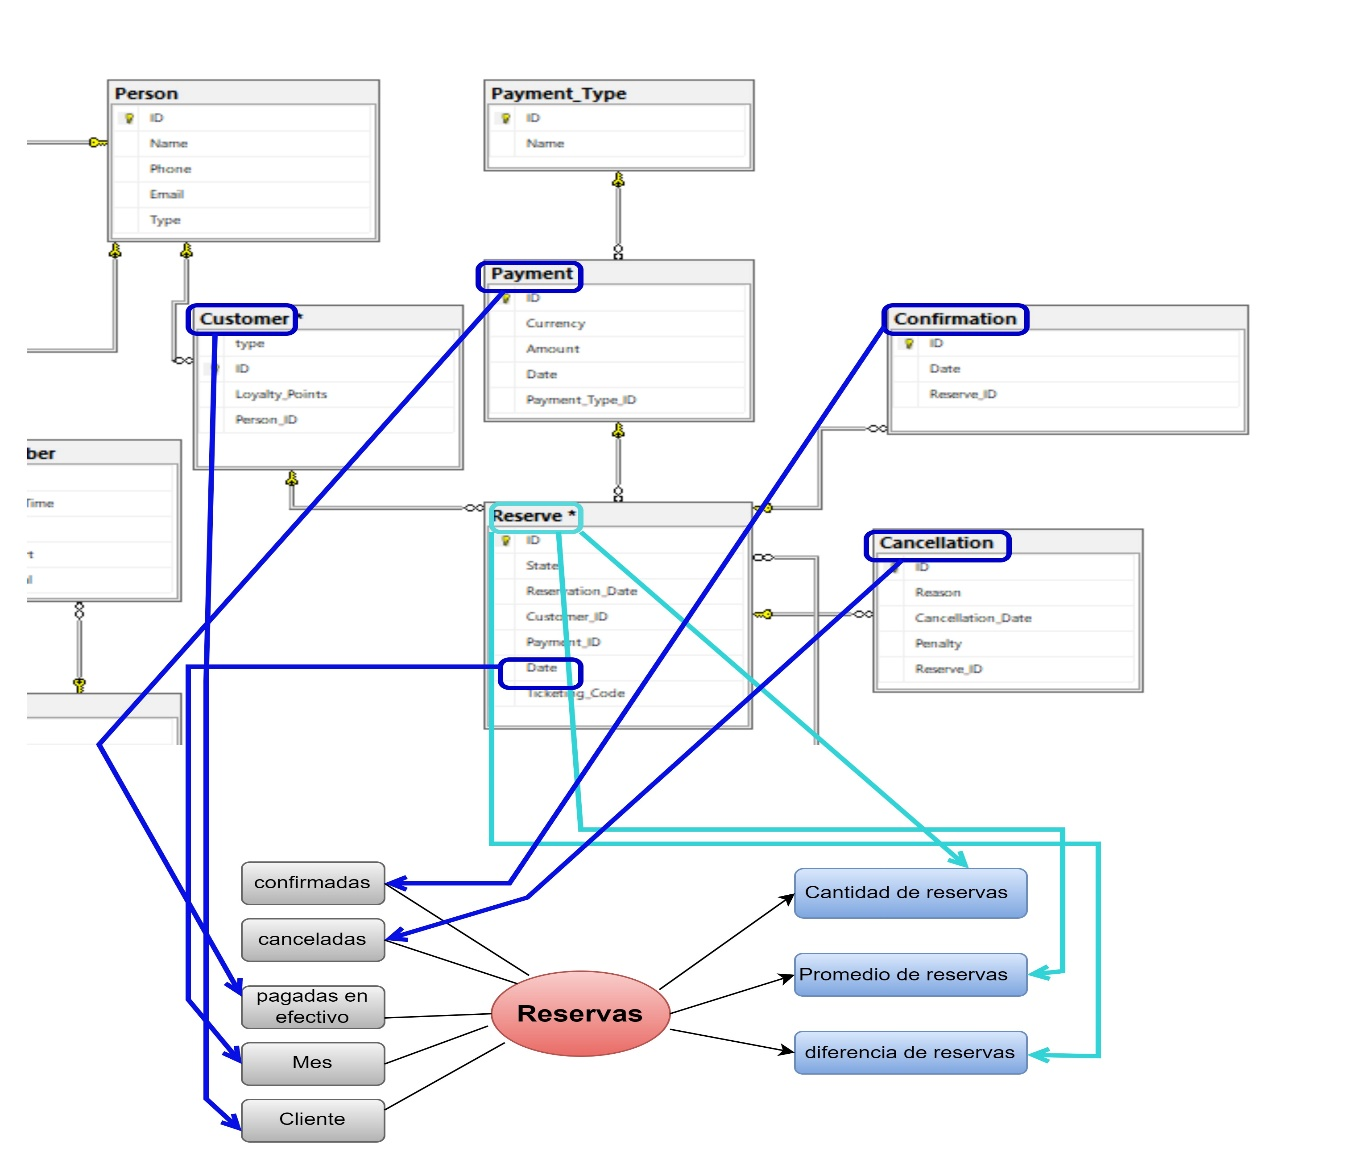 Person
ID
Name
Phone
Email
Type
Payment_Type
ID
Name
Payment
ID
Currency
Amount
Date
Payment_Type_ID
Customer *
type
ID
Loyalty_Points
Person_ID
Confirmation
ID
Date
Reserve_ID
ber
Time
rt
al
Reserve *
ID
State
Reservation_Date
Customer_ID
Payment_ID
Date
Ticketing_Code
Cancellation
ID
Reason
Cancellation_Date
Penalty
Reserve_ID
confirmadas
canceladas
pagadas en
efectivo
Mes
Cliente
Reservas
Cantidad de reservas
Promedio de reservas
diferencia de reservas